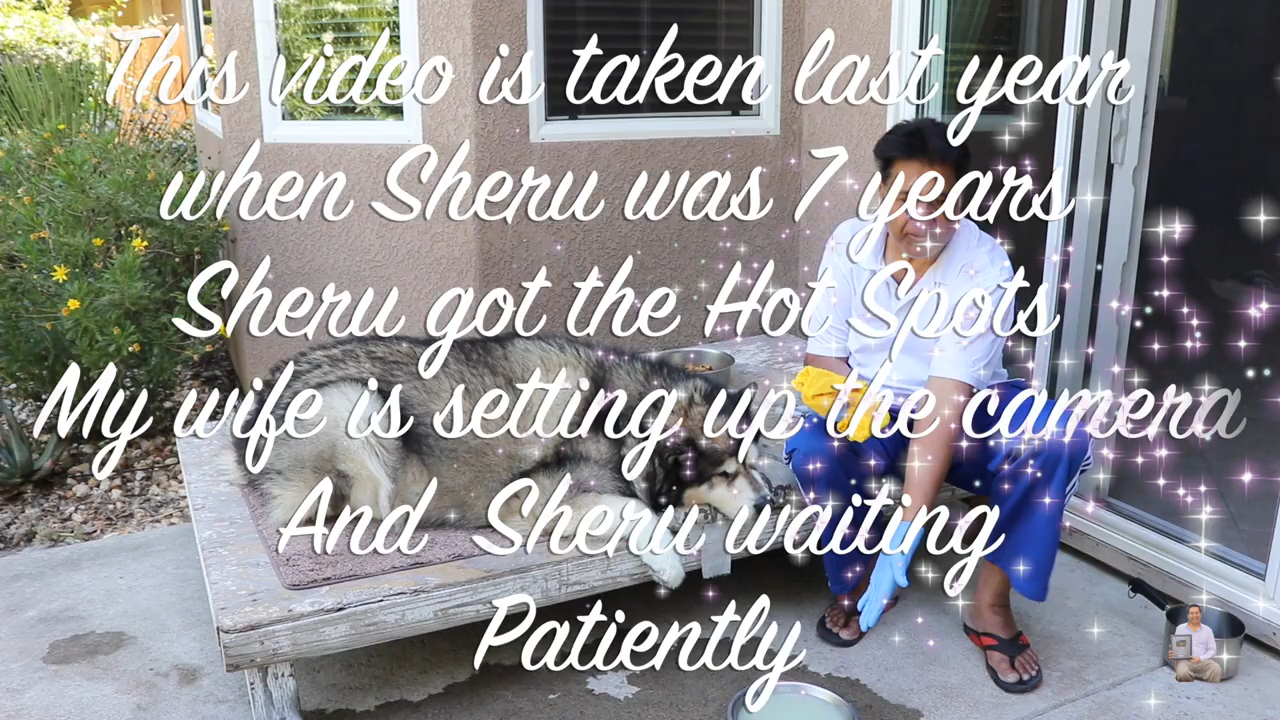 This video is taken last year
when Sheru was 7 years
Sheru got the Hot Spots
My wife is setting up the camera
And Sheru waiting
Patiently